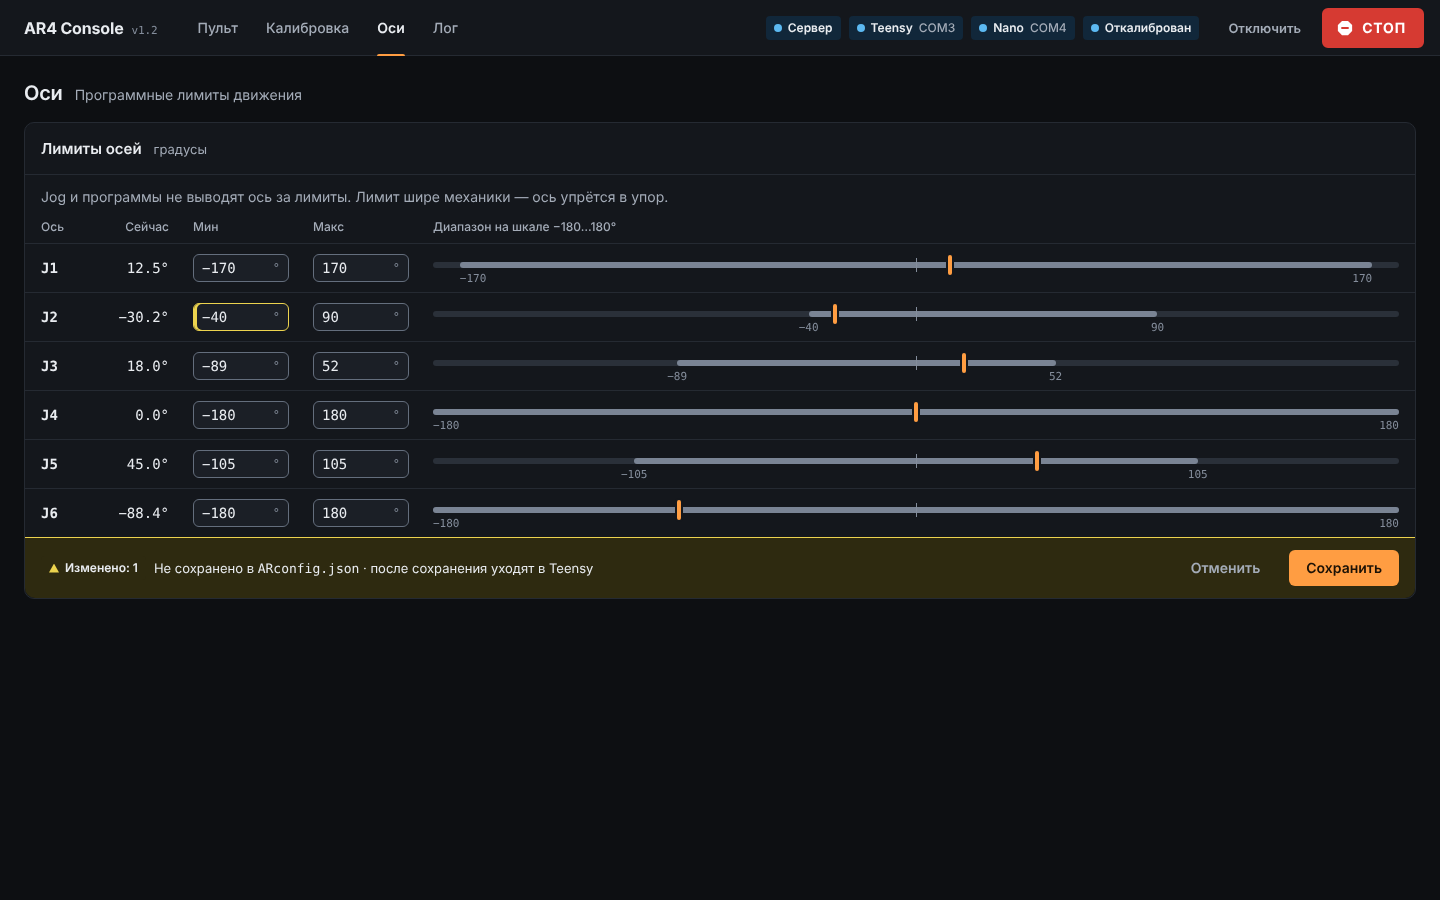 AR4 Console v1.2 Пульт Калибровка Оси Лог Сервер Teensy COM3 Nano COM4 Откалиброван Отключить СТОП
Оси Программные лимиты движения
Лимиты осей градусы
Jog и программы не выводят ось за лимиты. Лимит шире механики — ось упрётся в упор.
Ось Сейчас Мин Макс Диапазон на шкале −180…180°
J1 12.5° −170 ° 170 °
−170 170
J2 −30.2° −40 ° 90 °
−40 90
J3 18.0° −89 ° 52 °
−89 52
J4 0.0° −180 ° 180 °
−180 180
J5 45.0° −105 ° 105 °
−105 105
J6 −88.4° −180 ° 180 °
−180 180
Изменено: 1 Не сохранено в ARconfig.json · после сохранения уходят в Teensy Отменить Сохранить